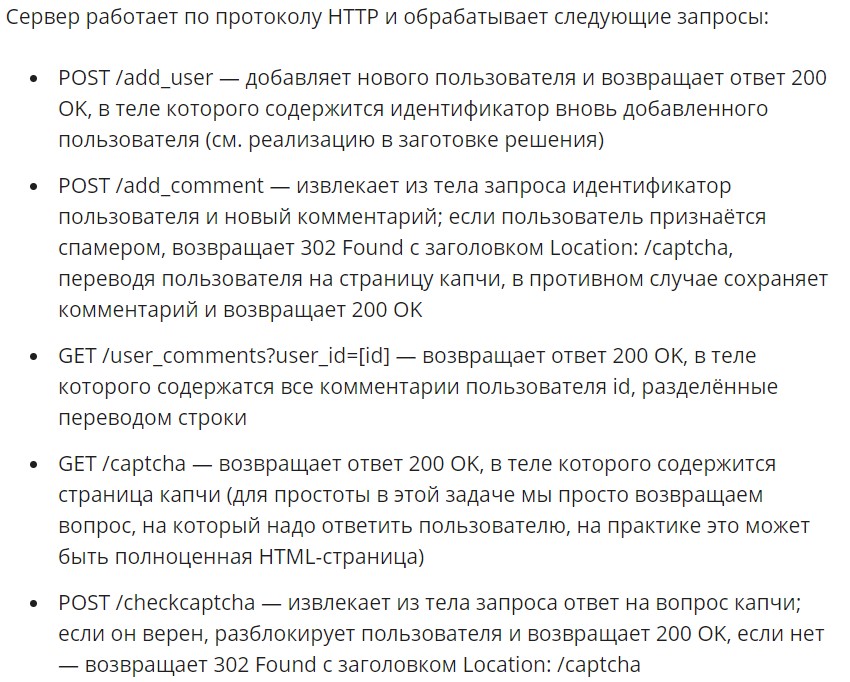 Сервер работает по протоколу HTTP и обрабатывает следующие запросы:
• POST /add_user — добавляет нового пользователя и возвращает ответ 200
OK, в теле которого содержится идентификатор вновь добавленного
пользователя (см. реализацию в заготовке решения)
• POST /add_comment — извлекает из тела запроса идентификатор
пользователя и новый комментарий; если пользователь признаётся
спамером, возвращает 302 Found с заголовком Location: /captcha,
переводя пользователя на страницу капчи, в противном случае сохраняет
комментарий и возвращает 200 OK
• GET /user_comments?user_id=[id] — возвращает ответ 200 OK, в теле
которого содержатся все комментарии пользователя id, разделённые
переводом строки
• GET /captcha — возвращает ответ 200 OK, в теле которого содержится
страница капчи (для простоты в этой задаче мы просто возвращаем
вопрос, на который надо ответить пользователю, на практике это может
быть полноценная HTML-страница)
• POST /checkcaptcha — извлекает из тела запроса ответ на вопрос капчи;
если он верен, разблокирует пользователя и возвращает 200 OK, если нет
— возвращает 302 Found с заголовком Location: /captcha